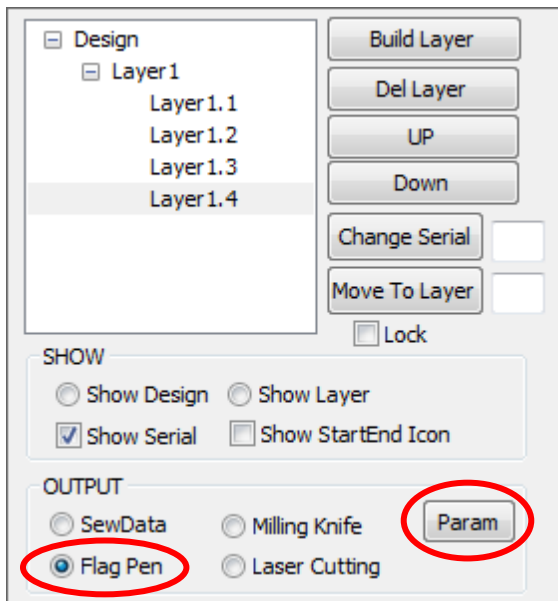 Design
Layer1
Layer1.1
Layer1.2
Layer1.3
Layer1.4
Build Layer
Del Layer
UP
Down
Change Serial
Move To Layer
Lock
SHOW
Show Design Show Layer
Show Serial Show StartEnd Icon
OUTPUT
SewData Milling Knife Param
Flag Pen Laser Cutting